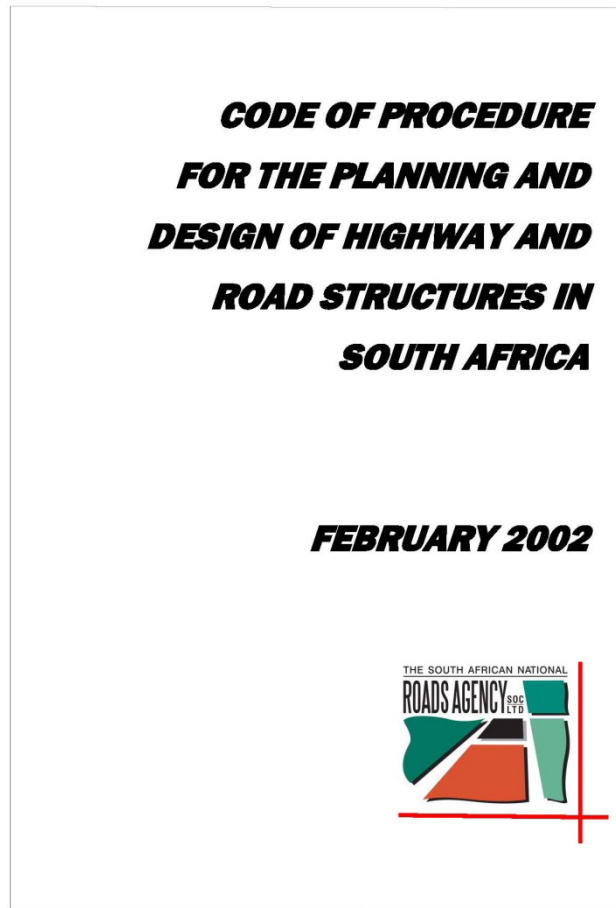 CODE OF PROCEDURE
FOR THE PLANNING AND
DESIGN OF HIGHWAY AND
ROAD STRUCTURES IN
SOUTH AFRICA
FEBRUARY 2002
THE SOUTH AFRICAN NATIONAL
ROADS AGENCY SOC LTD